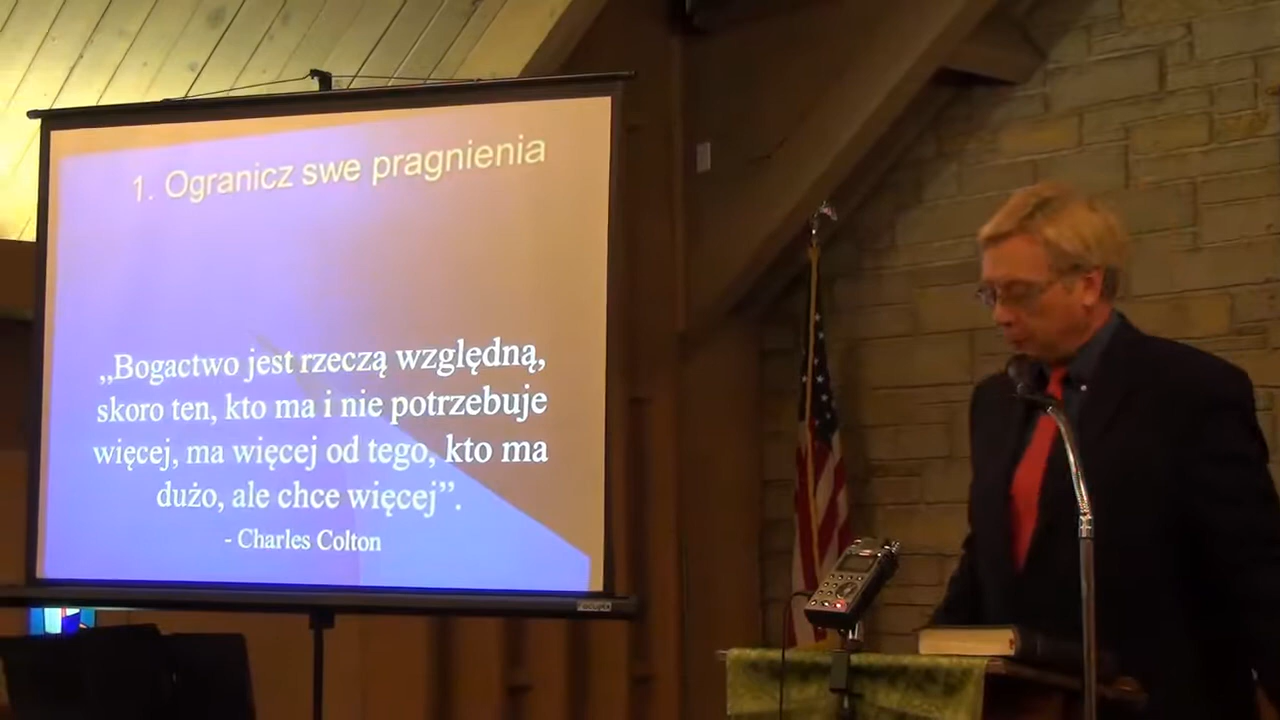 1. Ogranicz swe pragnienia
„Bogactwo jest rzeczą względną,
skoro ten, kto ma i nie potrzebuje
więcej, ma więcej od tego, kto ma
dużo, ale chce więcej”.
- Charles Colton